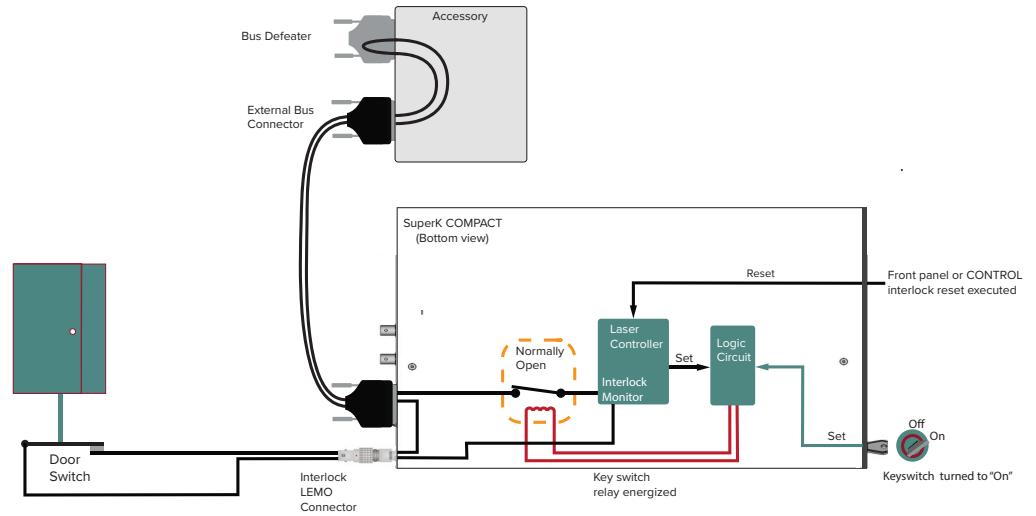 Accessory
Bus Defeater
External Bus
Connector
SuperK COMPACT
(Bottom view)
Reset
Front panel or CONTROL
interlock reset executed
Laser
Controller
Interlock
Monitor
Normally
Open
Set
Logic
Circuit
Set
Off
On
Keyswitch turned to "On"
Door
Switch
Interlock
LEMO
Connector
Key switch
relay energized